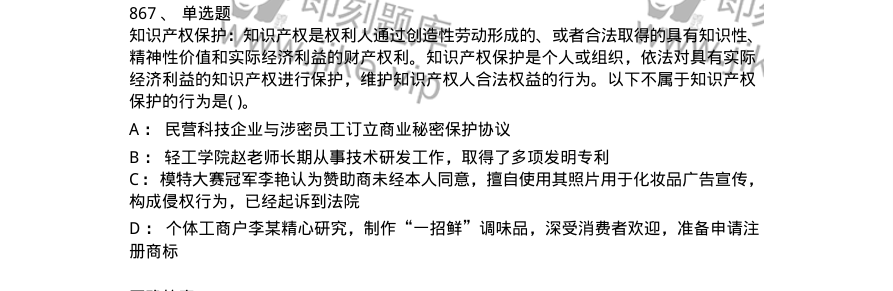 867 、 单选题
知识产权保护：知识产权是权利人通过创造性劳动形成的、或者合法取得的具有知识性、
精神性价值和实际经济利益的财产权利。知识产权保护是个人或组织，依法对具有实际
经济利益的知识产权进行保护，维护知识产权人合法权益的行为。以下不属于知识产权
保护的行为是( )。
A ： 民营科技企业与涉密员工订立商业秘密保护协议
B ： 轻工学院赵老师长期从事技术研发工作，取得了多项发明专利
C ：模特大赛冠军李艳认为赞助商未经本人同意，擅自使用其照片用于化妆品广告宣传，
构成侵权行为，已经起诉到法院
D ： 个体工商户李某精心研究，制作“一招鲜”调味品，深受消费者欢迎，准备申请注
册商标
即刻题库
www.jike.vip
即刻
www